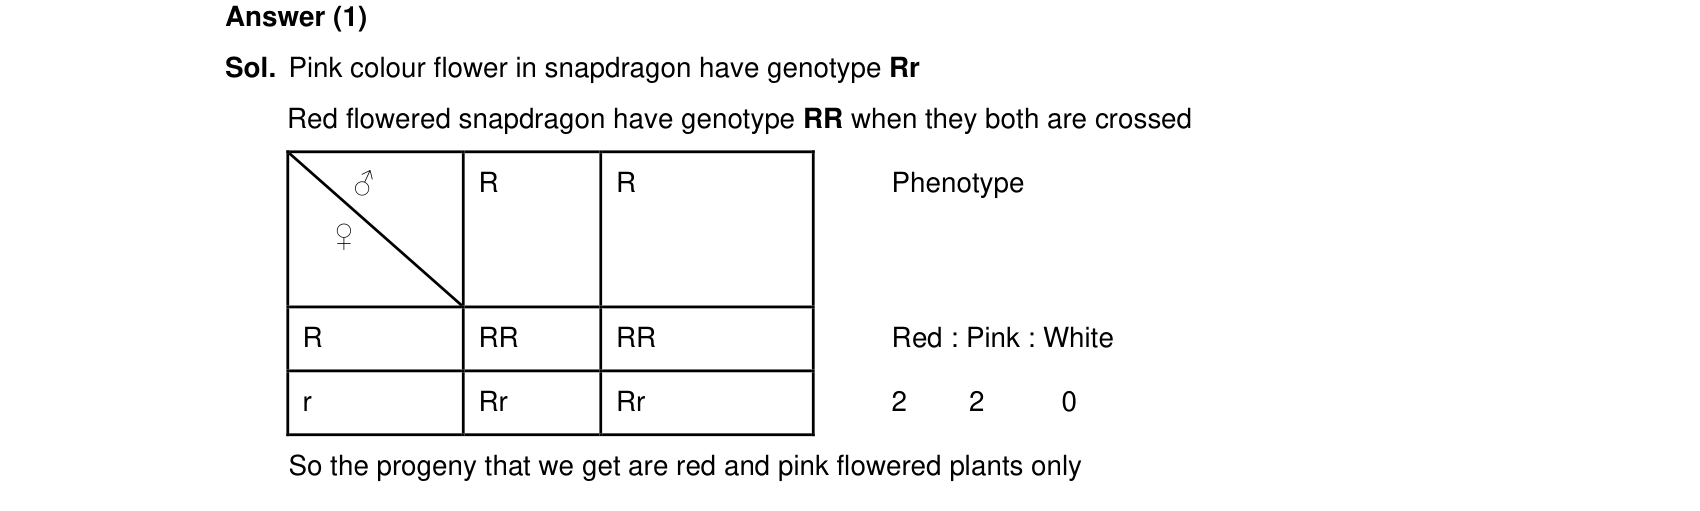 Answer (1)
Sol. Pink colour flower in snapdragon have genotype Rr
Red flowered snapdragon have genotype RR when they both are crossed
♂ R R Phenotype
♀
R RR RR Red : Pink : White
r Rr Rr 2 2 0
So the progeny that we get are red and pink flowered plants only